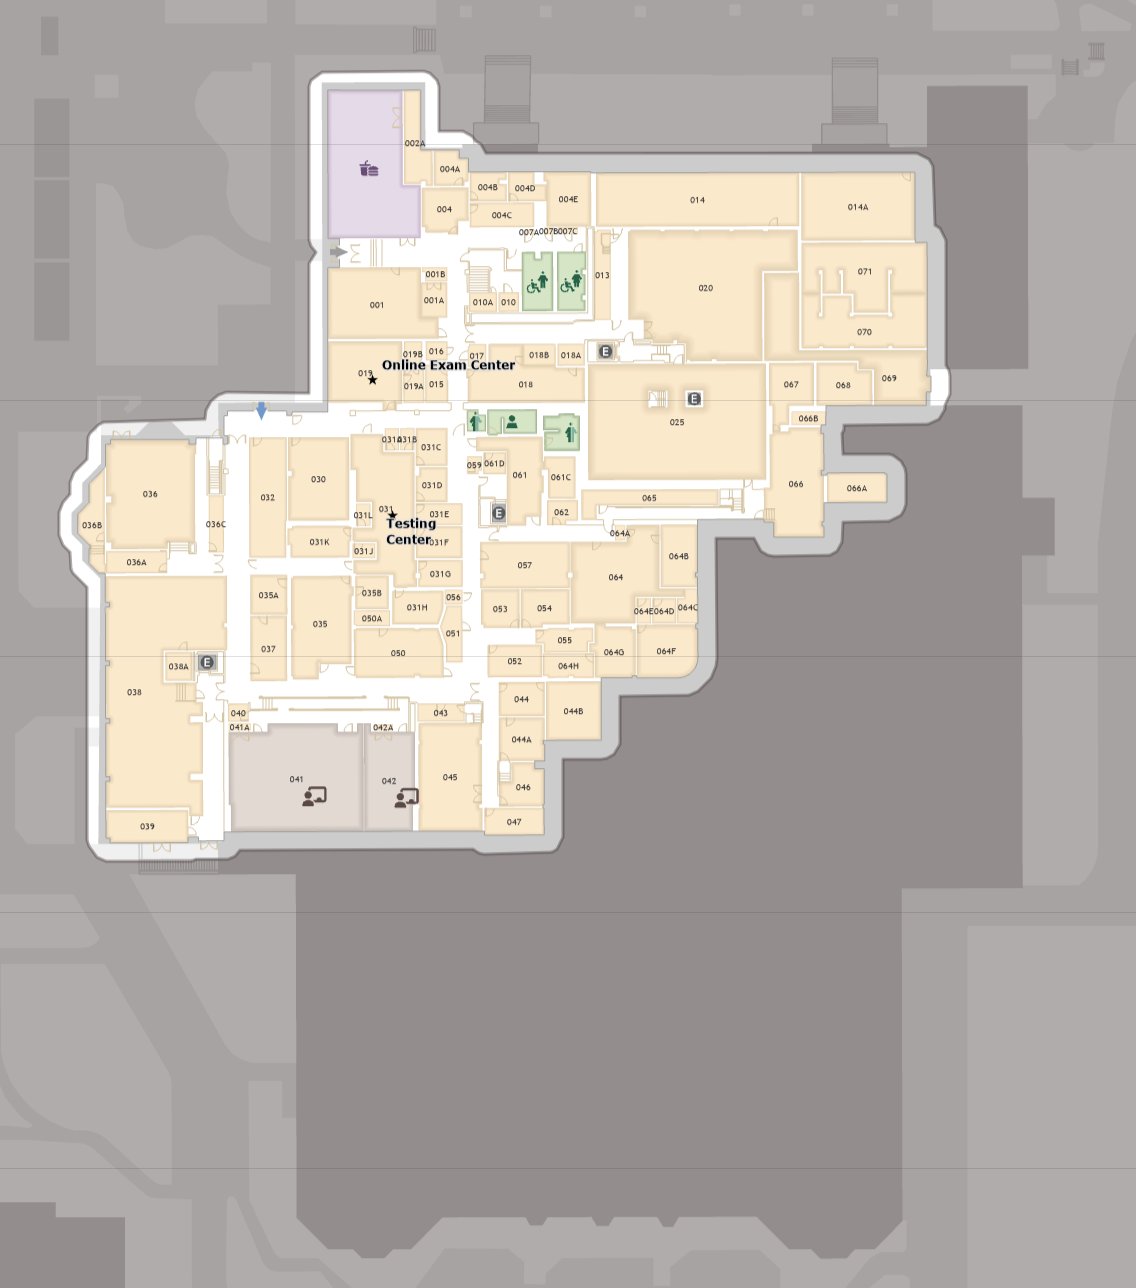 002A
004A
004B
004D
004E
014
014A
004
004C
007A
007B
007C
001B
013
071
001
001A
010A
010
020
070
019B
016
017
018B
018A
E
Online Exam Center
019
019A
015
018
067
068
069
E
025
066B
031A
031B
031C
059
061D
061
061C
036
032
030
031D
065
066
066A
036B
036C
031L
031
031E
E
062
Testing
Center
064A
031K
031J
031F
064B
036A
057
064
031G
035A
035B
056
031H
053
054
064E
064D
064C
035
050A
051
037
050
055
052
064G
064F
038A
E
064H
038
044
044B
040
043
041A
042A
044A
041
042
045
046
039
047